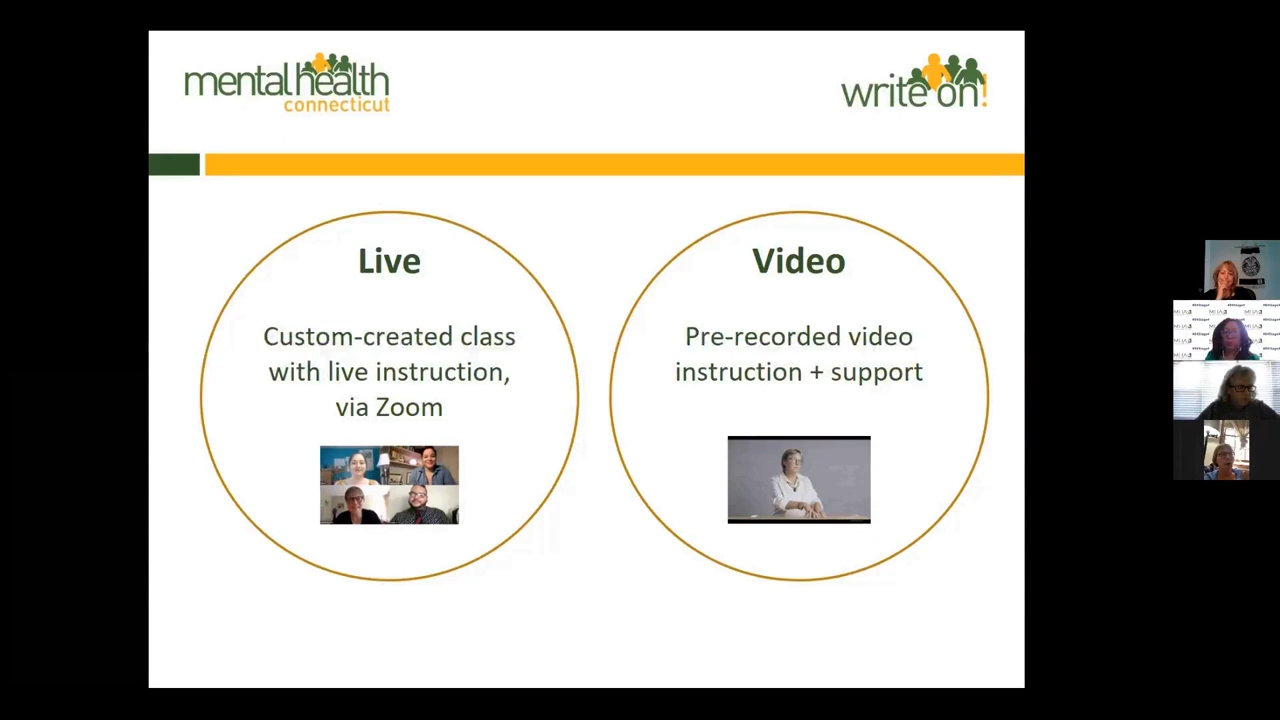 mental health
connecticut
write on!
Live
Custom-created class
with live instruction,
via Zoom
Video
Pre-recorded video
instruction + support